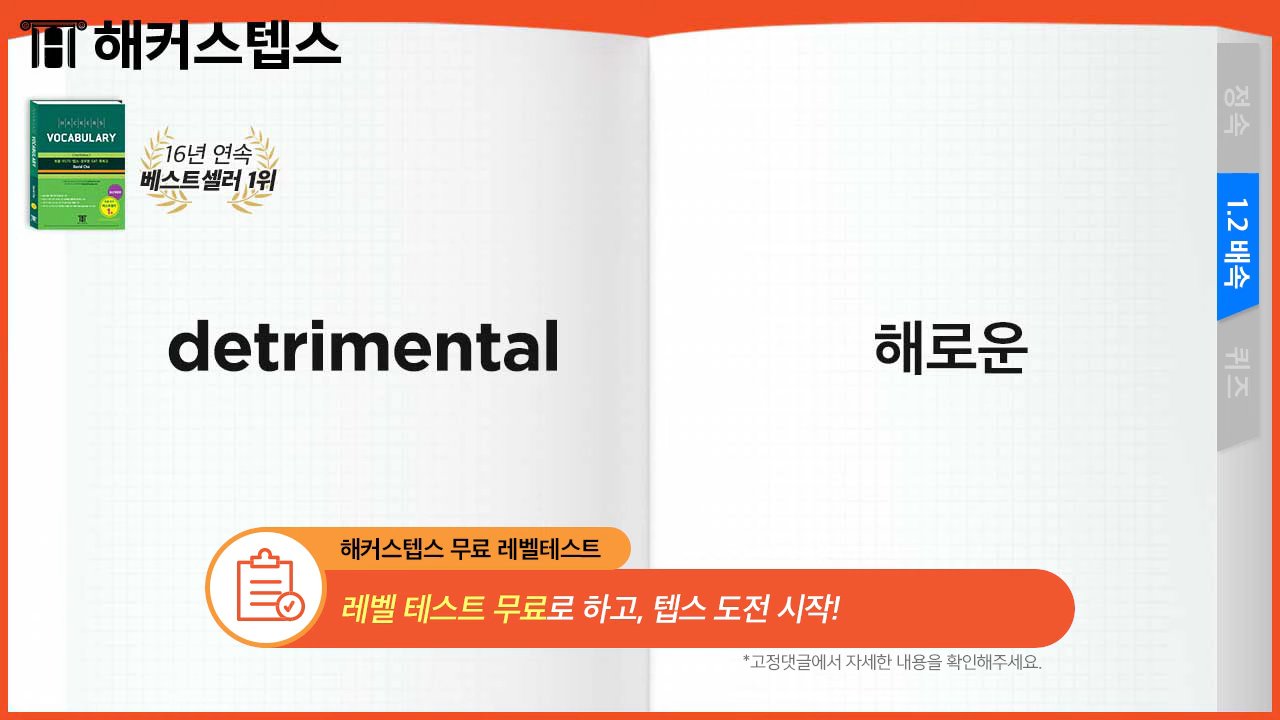 해커스텝스
HACKERS
VOCABULARY
16년 연속
베스트셀러 1위
정속
1.2 배속
퀴즈
detrimental
해로운
해커스텝스 무료 레벨테스트
레벨 테스트 무료로 하고, 텝스 도전 시작!
*고정댓글에서 자세한 내용을 확인해주세요.